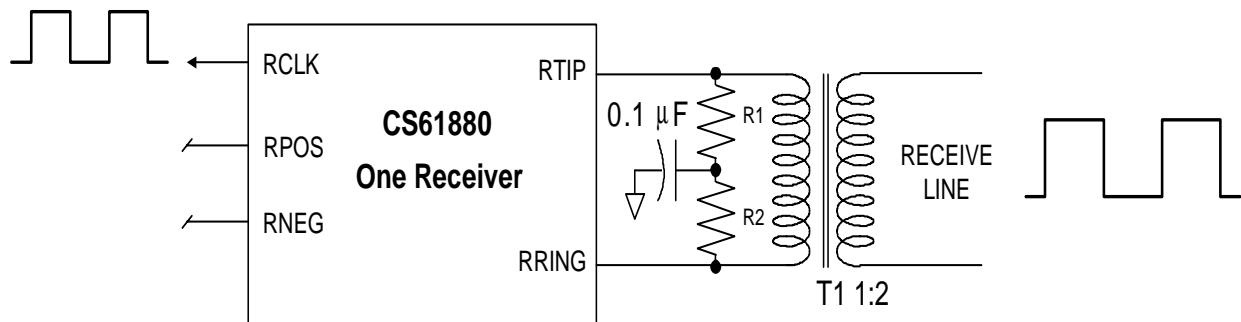 RCLK
RPOS
RNEG
CS61880
One Receiver
RTIP
RRING
0.1 μF
R1
R2
T1 1:2
RECEIVE
LINE